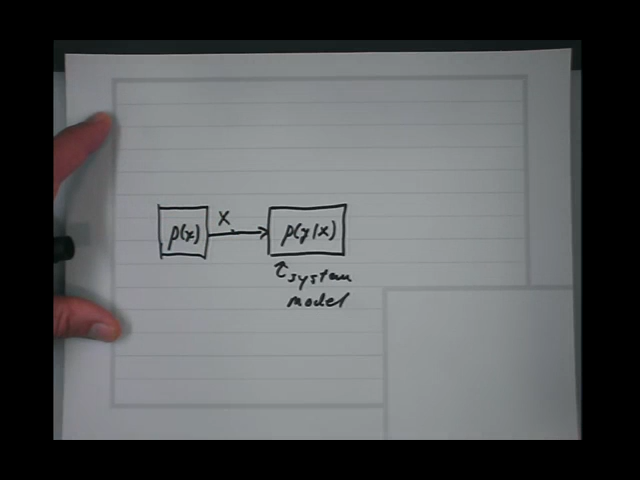 p(x)
x
p(y|x)
system
model